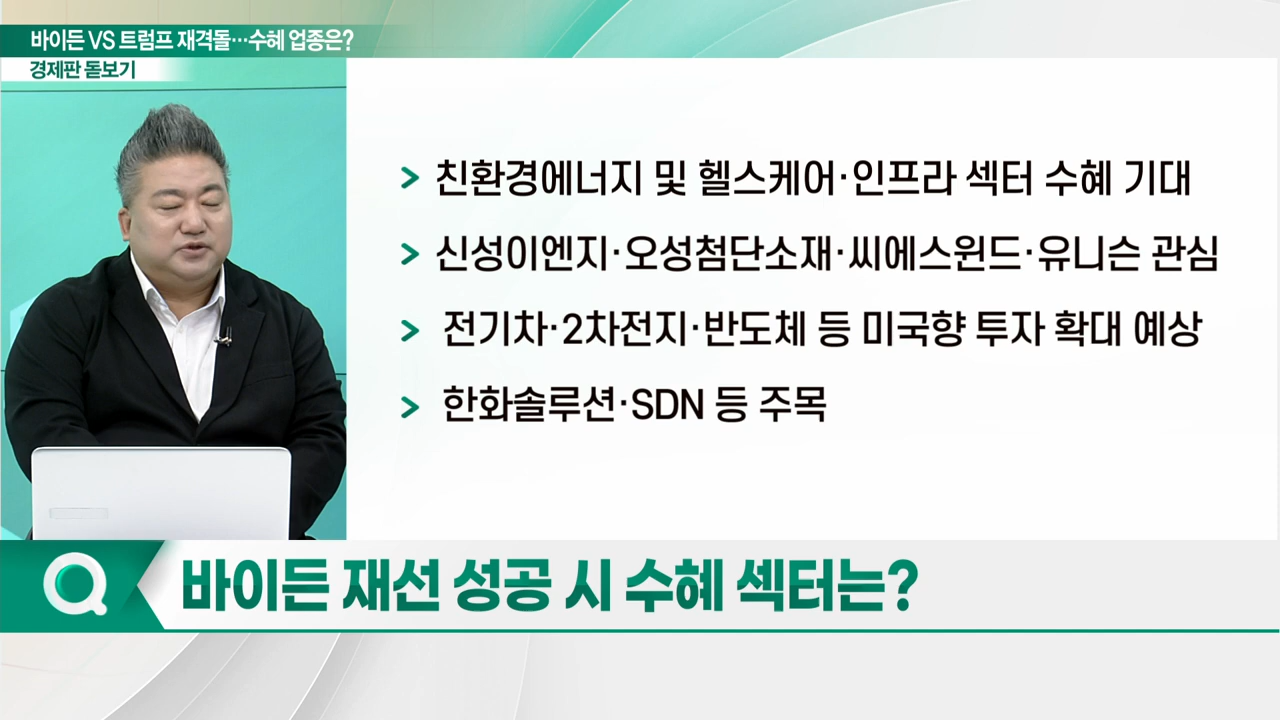 바이든 VS 트럼프 재격돌…수혜 업종은?
경제판 돋보기
친환경에너지 및 헬스케어·인프라 섹터 수혜 기대
신성이엔지·오성첨단소재·씨에스윈드·유니슨 관심
전기차·2차전지·반도체 등 미국향 투자 확대 예상
한화솔루션·SDN 등 주목
바이든 재선 성공 시 수혜 섹터는?